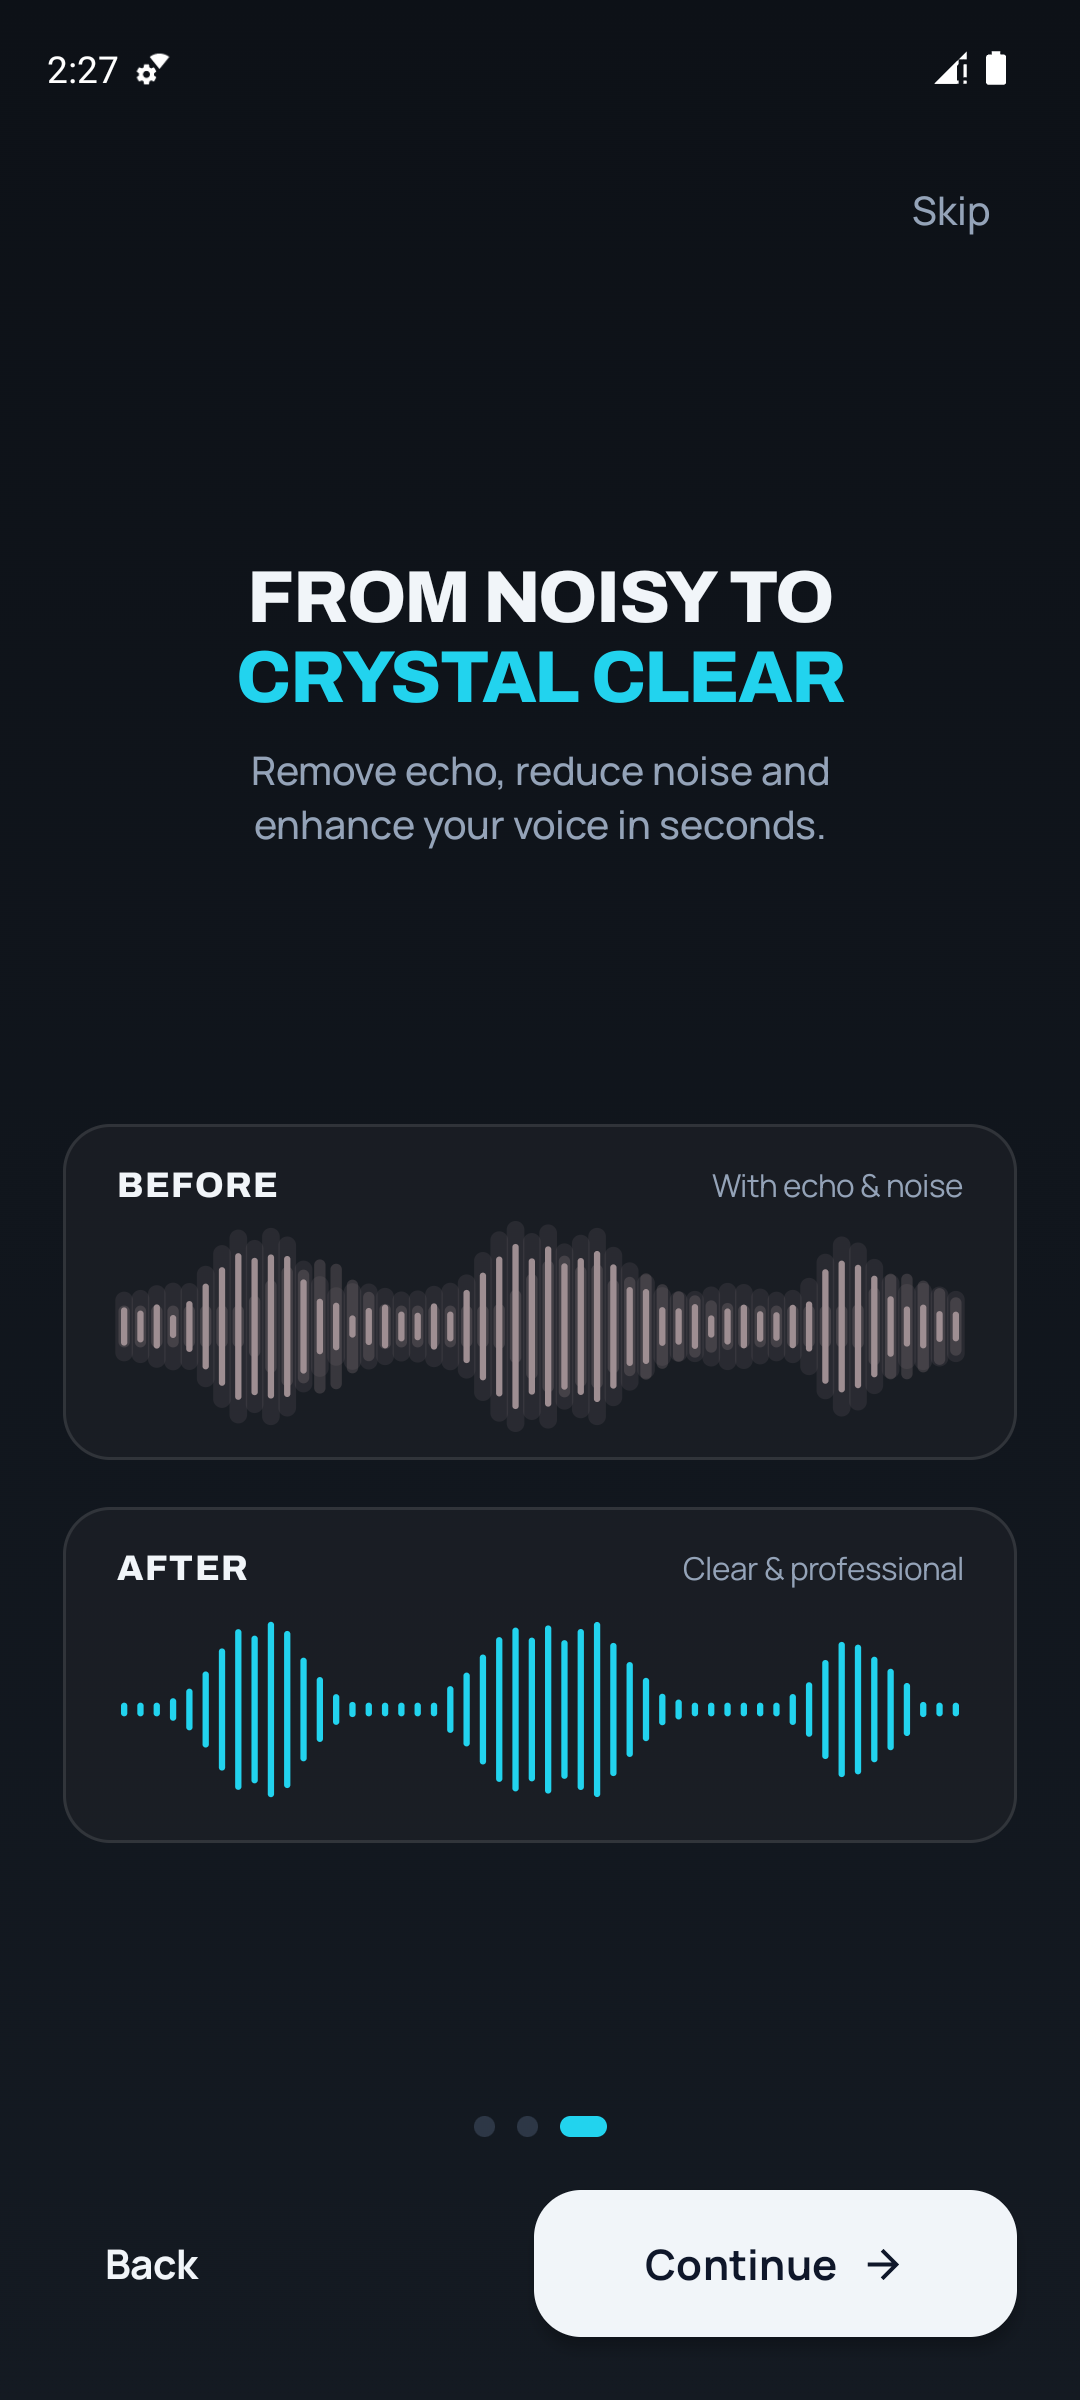 2:27
Skip
FROM NOISY TO
CRYSTAL CLEAR
Remove echo, reduce noise and
enhance your voice in seconds.
BEFORE
With echo & noise
AFTER
Clear & professional
Back
Continue